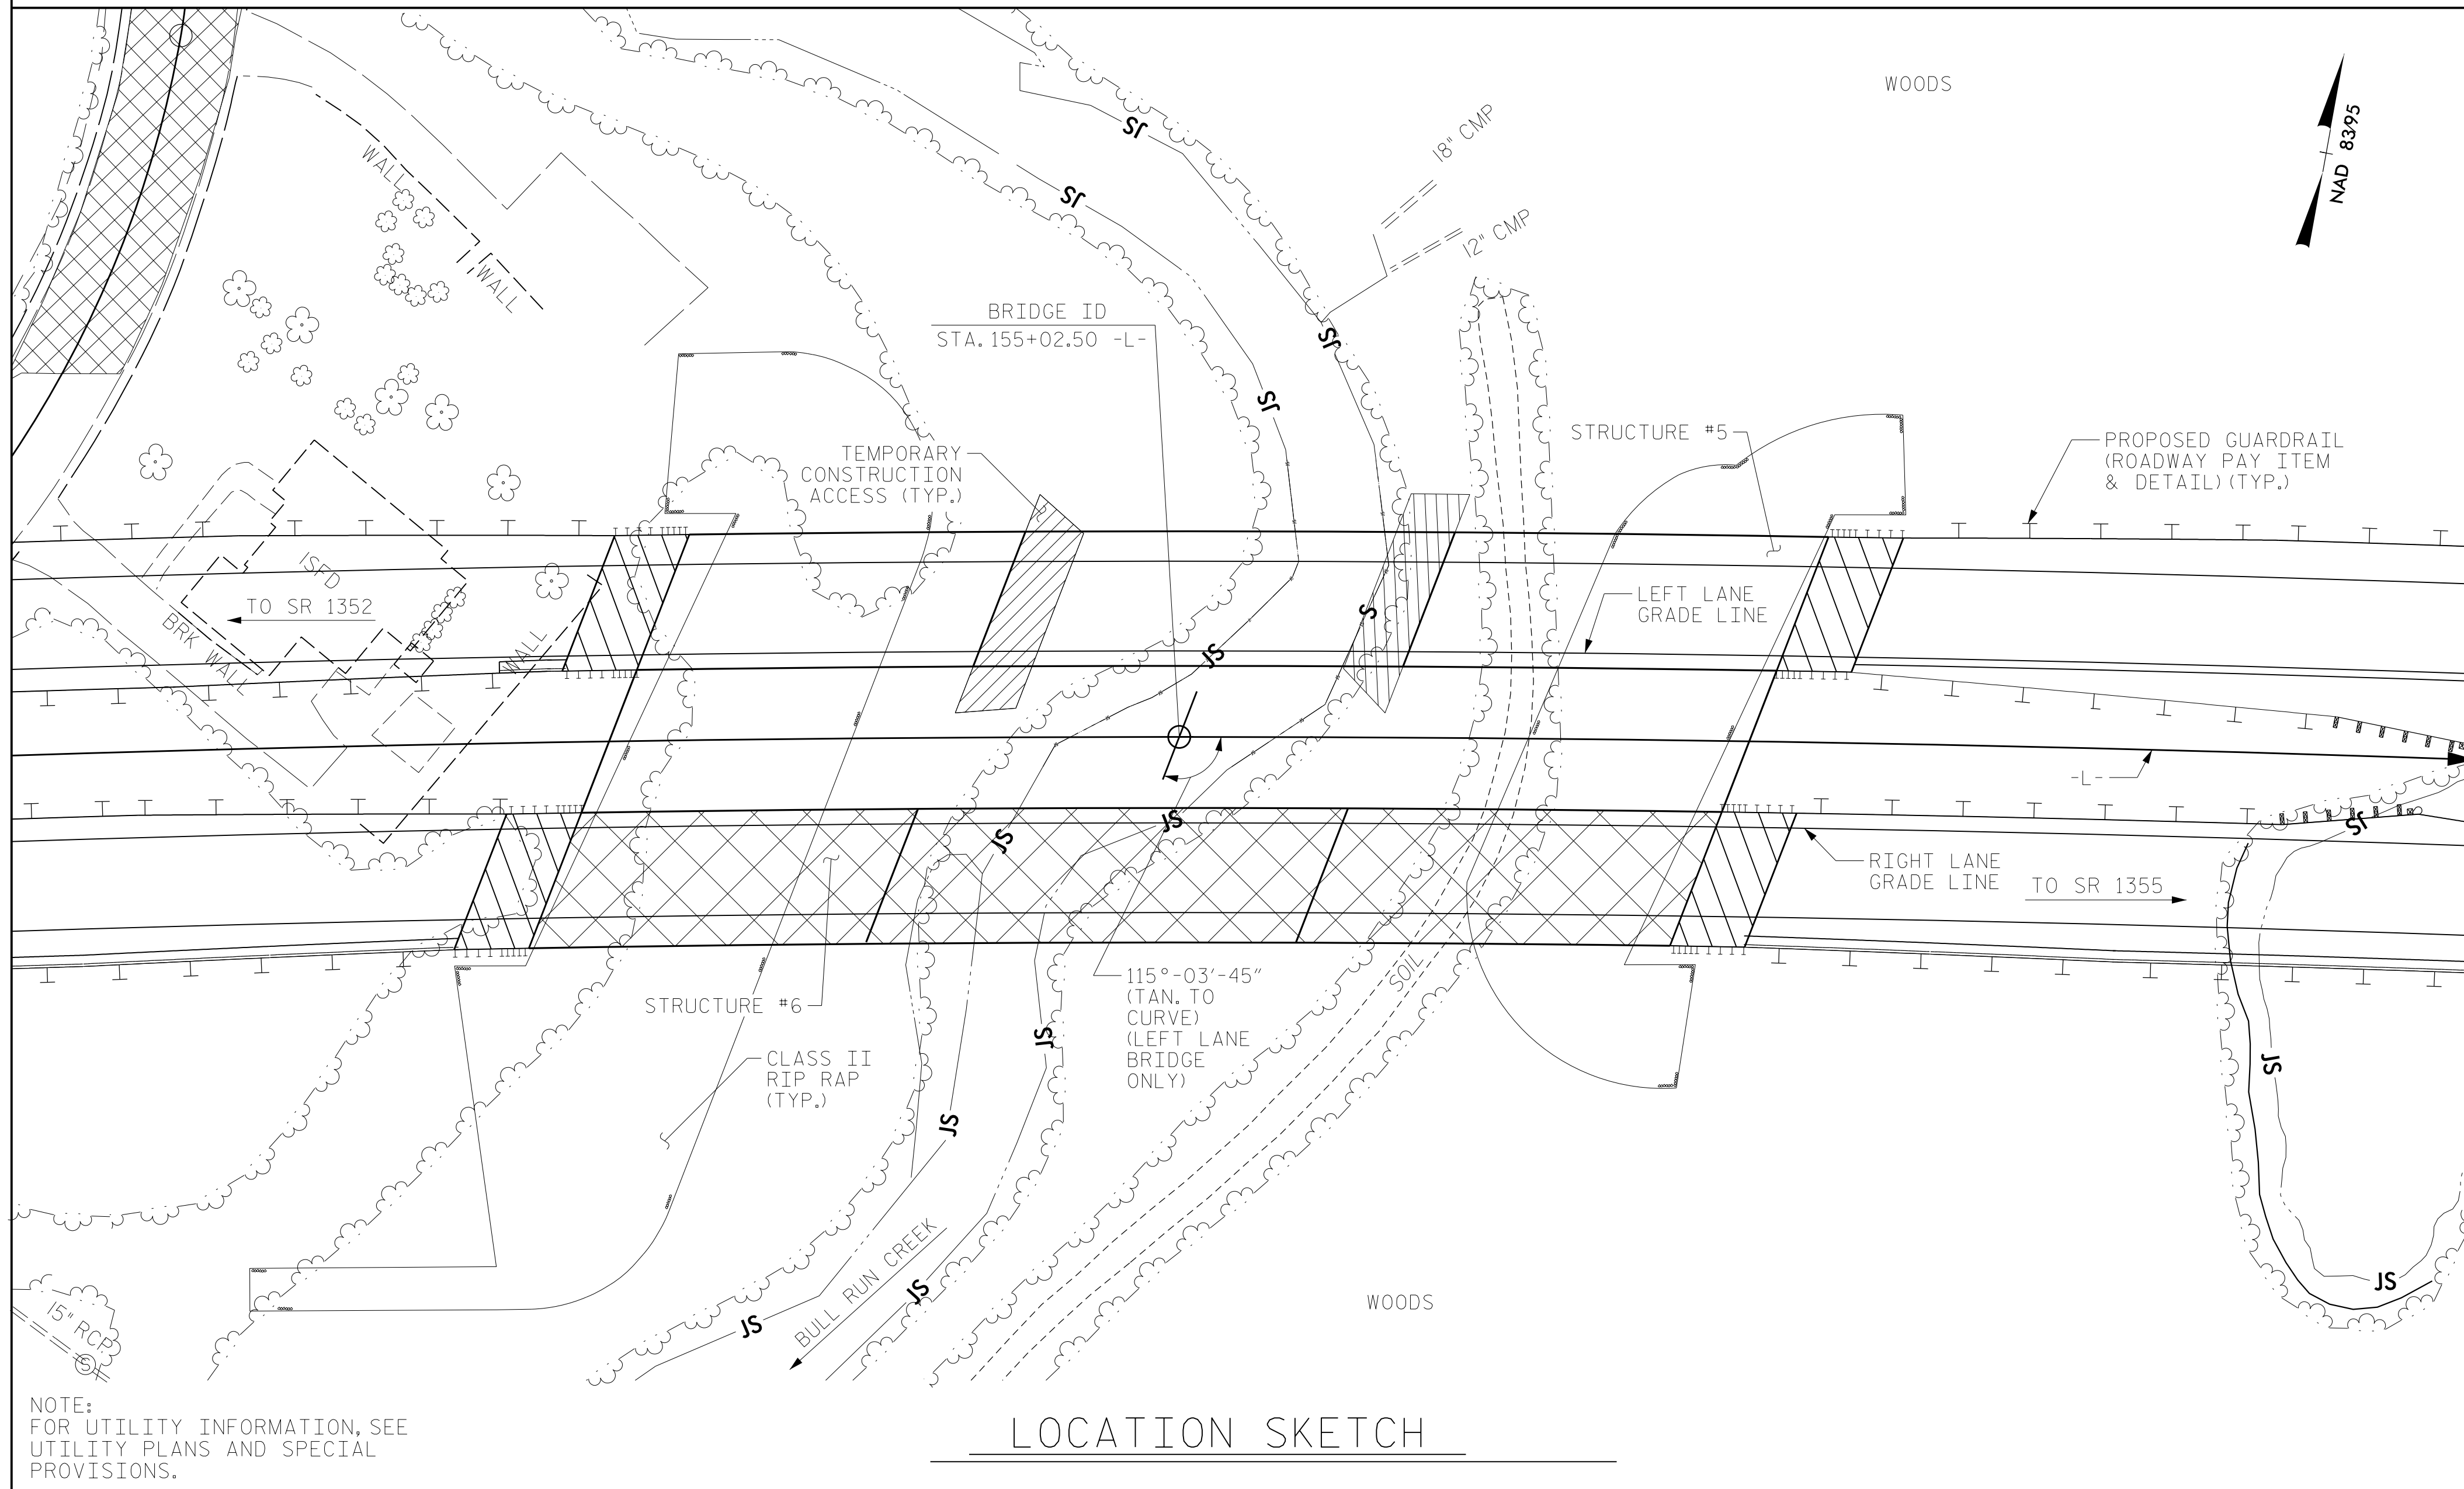 WOODS
NAD 83/95
18" CMP
12" CMP
WALL
WALL
JS
JS
JS
JS
BRIDGE ID
STA. 155+02.50 -L-
TEMPORARY
CONSTRUCTION
ACCESS (TYP.)
STRUCTURE #5
PROPOSED GUARDRAIL
(ROADWAY PAY ITEM
& DETAIL) (TYP.)
ISFD
TO SR 1352
BRK WALL
WALL
JS
S
LEFT LANE
GRADE LINE
-L-
JS
JS
JS
RIGHT LANE
GRADE LINE
TO SR 1355
STRUCTURE #6
115°-03'-45"
(TAN. TO
CURVE)
(LEFT LANE
BRIDGE
ONLY)
SOIL
CLASS II
RIP RAP
(TYP.)
JS
JS
JS
BULL RUN CREEK
JS
JS
JS
WOODS
15" RCP
S
NOTE:
FOR UTILITY INFORMATION, SEE
UTILITY PLANS AND SPECIAL
PROVISIONS.
LOCATION SKETCH